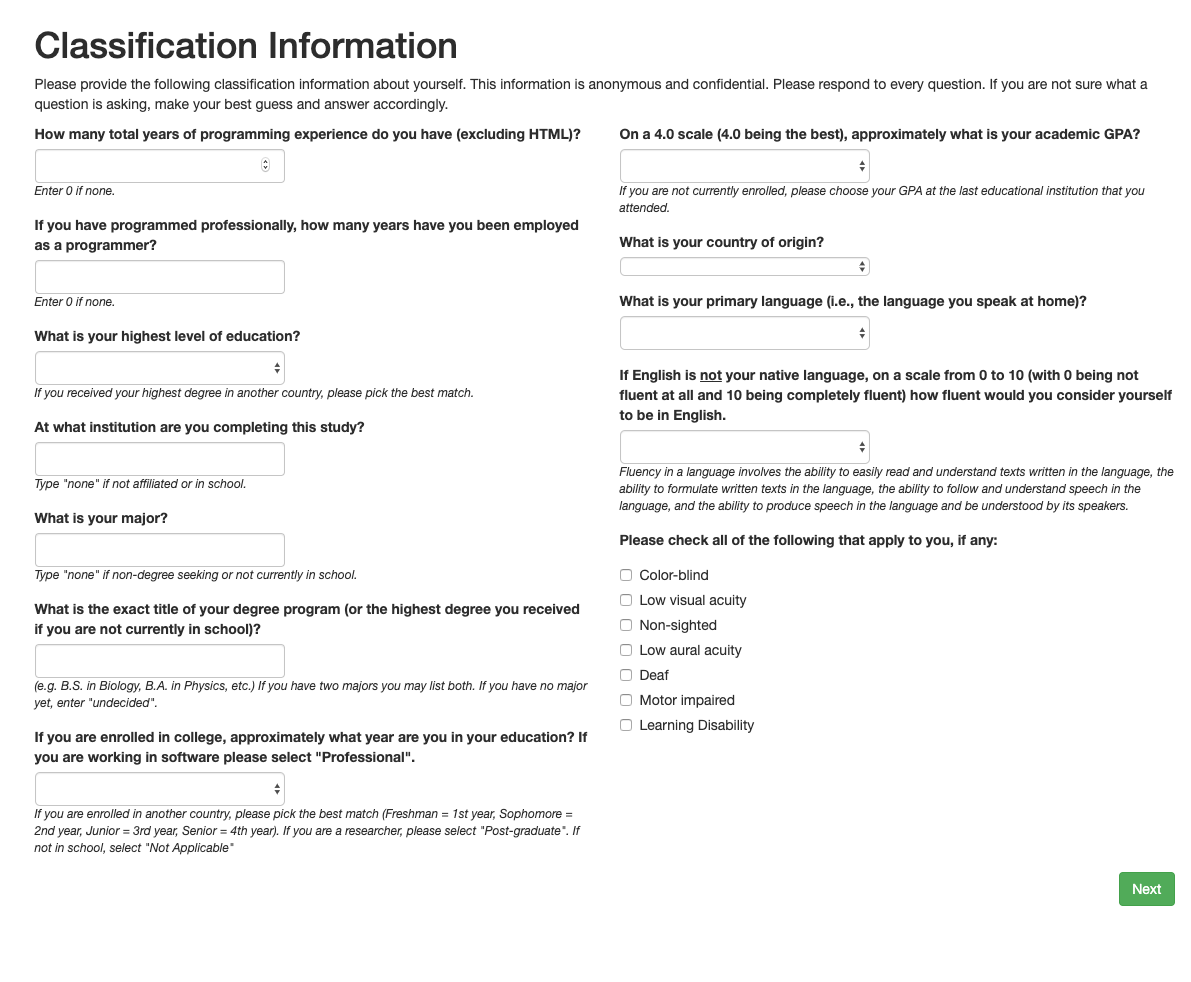 Classification Information
Please provide the following classification information about yourself. This information is anonymous and confidential. Please respond to every question. If you are not sure what a
question is asking, make your best guess and answer accordingly.
How many total years of programming experience do you have (excluding HTML)?
Enter 0 if none.
If you have programmed professionally, how many years have you been employed
as a programmer?
Enter 0 if none.
What is your highest level of education?
If you received your highest degree in another country, please pick the best match.
At what institution are you completing this study?
Type "none" if not affiliated or in school.
What is your major?
Type "none" if non-degree seeking or not currently in school.
What is the exact title of your degree program (or the highest degree you received
if you are not currently in school)?
(e.g. B.S. in Biology, B.A. in Physics, etc.) If you have two majors you may list both. If you have no major
yet, enter "undecided".
If you are enrolled in college, approximately what year are you in your education? If
you are working in software please select "Professional".
If you are enrolled in another country, please pick the best match (Freshman = 1st year, Sophomore =
2nd year, Junior = 3rd year, Senior = 4th year). If you are a researcher, please select "Post-graduate". If
not in school, select "Not Applicable"
On a 4.0 scale (4.0 being the best), approximately what is your academic GPA?
If you are not currently enrolled, please choose your GPA at the last educational institution that you
attended.
What is your country of origin?
What is your primary language (i.e., the language you speak at home)?
If English is not your native language, on a scale from 0 to 10 (with 0 being not
fluent at all and 10 being completely fluent) how fluent would you consider yourself
to be in English.
Fluency in a language involves the ability to easily read and understand texts written in the language, the
ability to formulate written texts in the language, the ability to follow and understand speech in the
language, and the ability to produce speech in the language and be understood by its speakers.
Please check all of the following that apply to you, if any:
Color-blind
Low visual acuity
Non-sighted
Low aural acuity
Deaf
Motor impaired
Learning Disability
Next